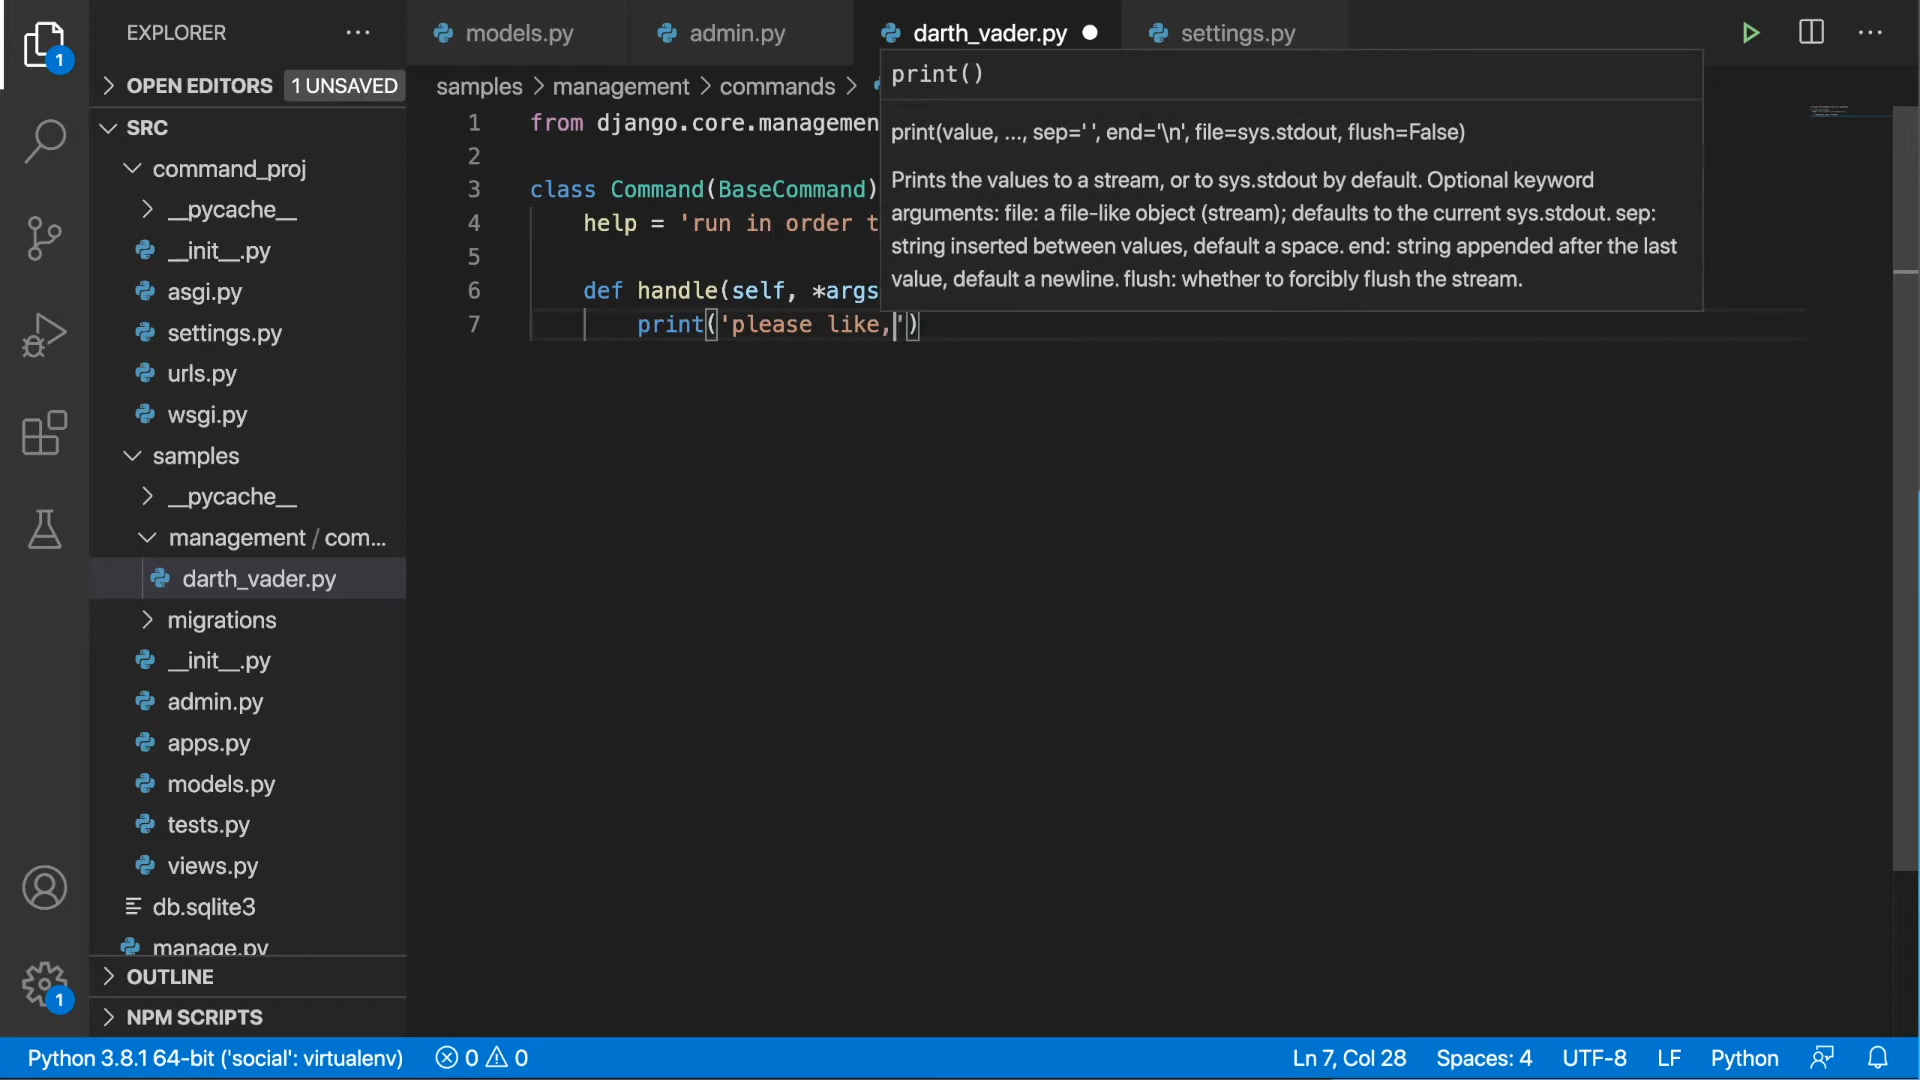 EXPLORER
OPEN EDITORS 1 UNSAVED
SRC
command_proj
__pycache__
__init__.py
asgi.py
settings.py
urls.py
wsgi.py
samples
__pycache__
management / com...
darth_vader.py
migrations
__init__.py
admin.py
apps.py
models.py
tests.py
views.py
db.sqlite3
manage.py
OUTLINE
NPM SCRIPTS
1
1
models.py admin.py darth_vader.py settings.py
samples > management > commands >
1 from django.core.managemen
2
3 class Command(BaseCommand)
4 help = 'run in order t
5
6 def handle(self, *args
7 print('please like,')
print()
print(value, ..., sep=' ', end='\n', file=sys.stdout, flush=False)
Prints the values to a stream, or to sys.stdout by default. Optional keyword
arguments: file: a file-like object (stream); defaults to the current sys.stdout. sep:
string inserted between values, default a space. end: string appended after the last
value, default a newline. flush: whether to forcibly flush the stream.
Python 3.8.1 64-bit ('social': virtualenv) 0 0 Ln 7, Col 28 Spaces: 4 UTF-8 LF Python